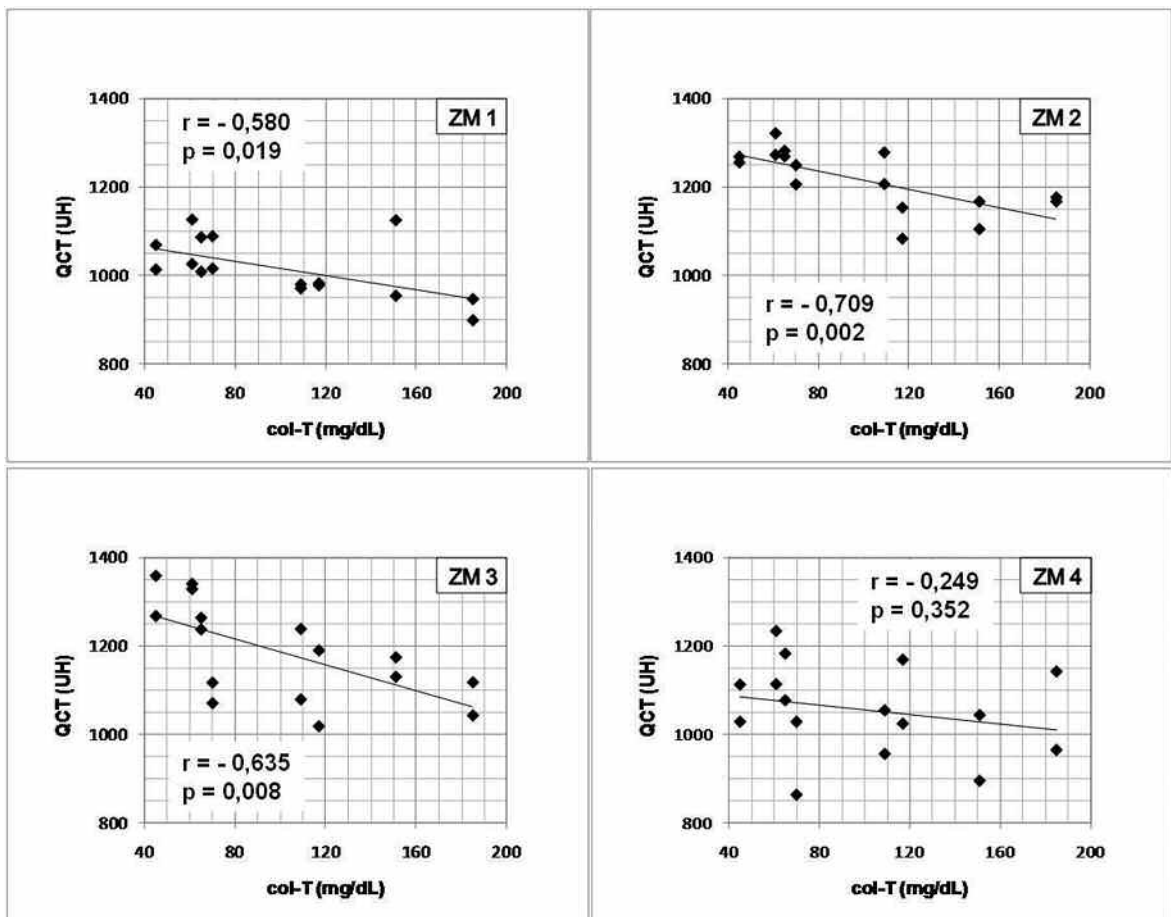 ZM 1
r = - 0,580
p = 0,019
1400
1200
1000
800
QCT (UH)
40 80 120 160 200
col-T (mg/dL)
ZM 2
1400
1200
1000
800
QCT (UH)
r = - 0,709
p = 0,002
40 80 120 160 200
col-T (mg/dL)
ZM 3
1400
1200
1000
800
QCT (UH)
r = - 0,635
p = 0,008
40 80 120 160 200
col-T (mg/dL)
ZM 4
r = - 0,249
p = 0,352
1400
1200
1000
800
QCT (UH)
40 80 120 160 200
col-T (mg/dL)